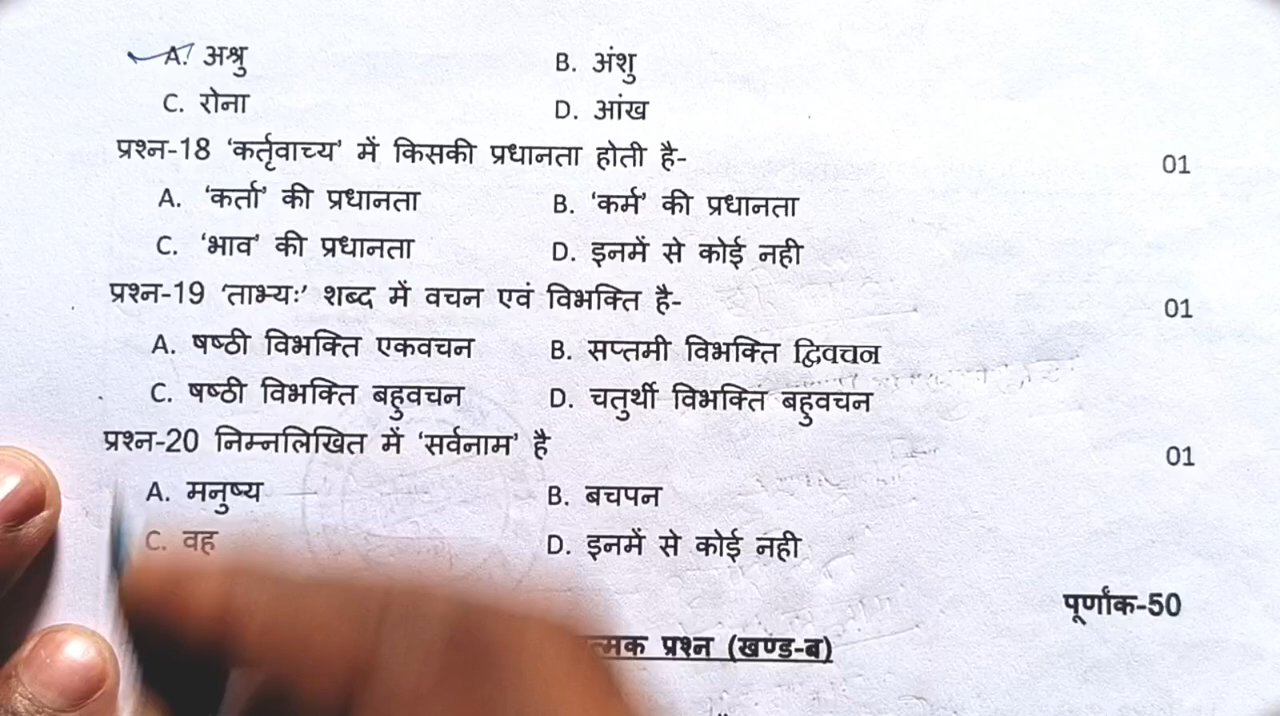 A. अश्रु B. अंशु
C. रोना D. आंख
प्रश्न-18 ‘कर्तृवाच्य’ में किसकी प्रधानता होती है- 01
A. ‘कर्ता’ की प्रधानता B. ‘कर्म’ की प्रधानता
C. ‘भाव’ की प्रधानता D. इनमें से कोई नही
प्रश्न-19 ‘ताभ्यः’ शब्द में वचन एवं विभक्ति है- 01
A. षष्ठी विभक्ति एकवचन B. सप्तमी विभक्ति द्विवचन
C. षष्ठी विभक्ति बहुवचन D. चतुर्थी विभक्ति बहुवचन
प्रश्न-20 निम्नलिखित में ‘सर्वनाम’ है 01
A. मनुष्य B. बचपन
C. वह D. इनमें से कोई नही
पूर्णांक-50
प्रश्न (खण्ड-ब)